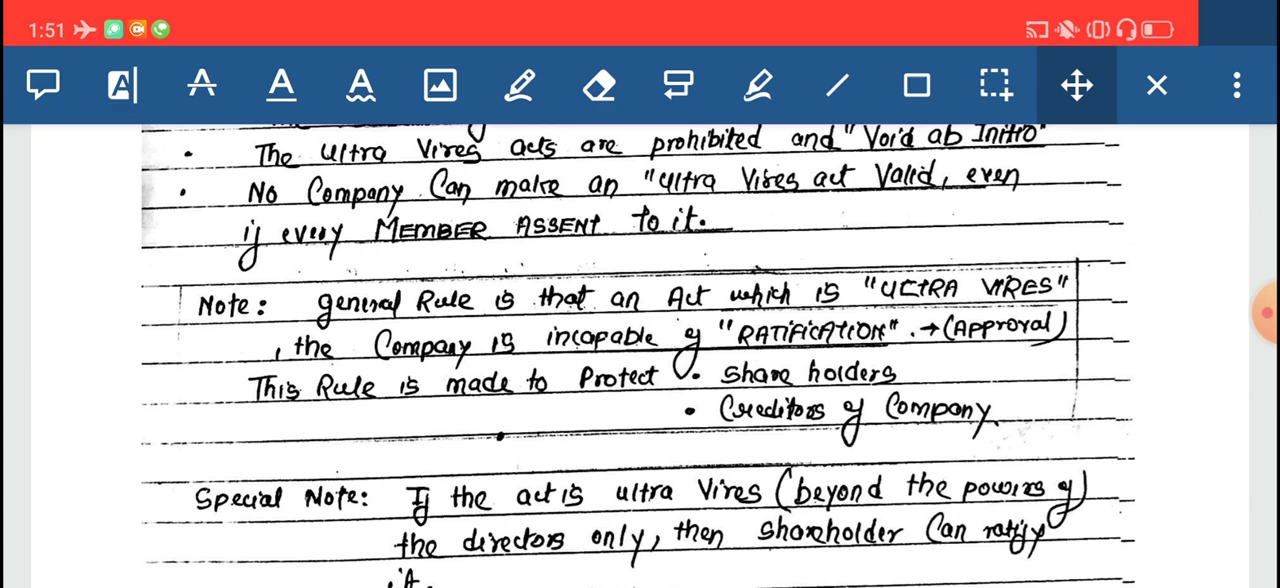 1:51
The Ultra Vires acts are prohibited and "Void ab Initio"
No Company Can make an "Ultra Vires act Valid, even
if every MEMBER ASSENT to it.
Note: general Rule is that an Act which is "ULTRA VIRES"
, the Company is incapable of "RATIFICATION". → (Approval)
This Rule is made to Protect • Share holders
• Creditors of Company.
Special Note: If the act is ultra Vires (beyond the powers of)
the directors only, then shareholder Can ratify
it.